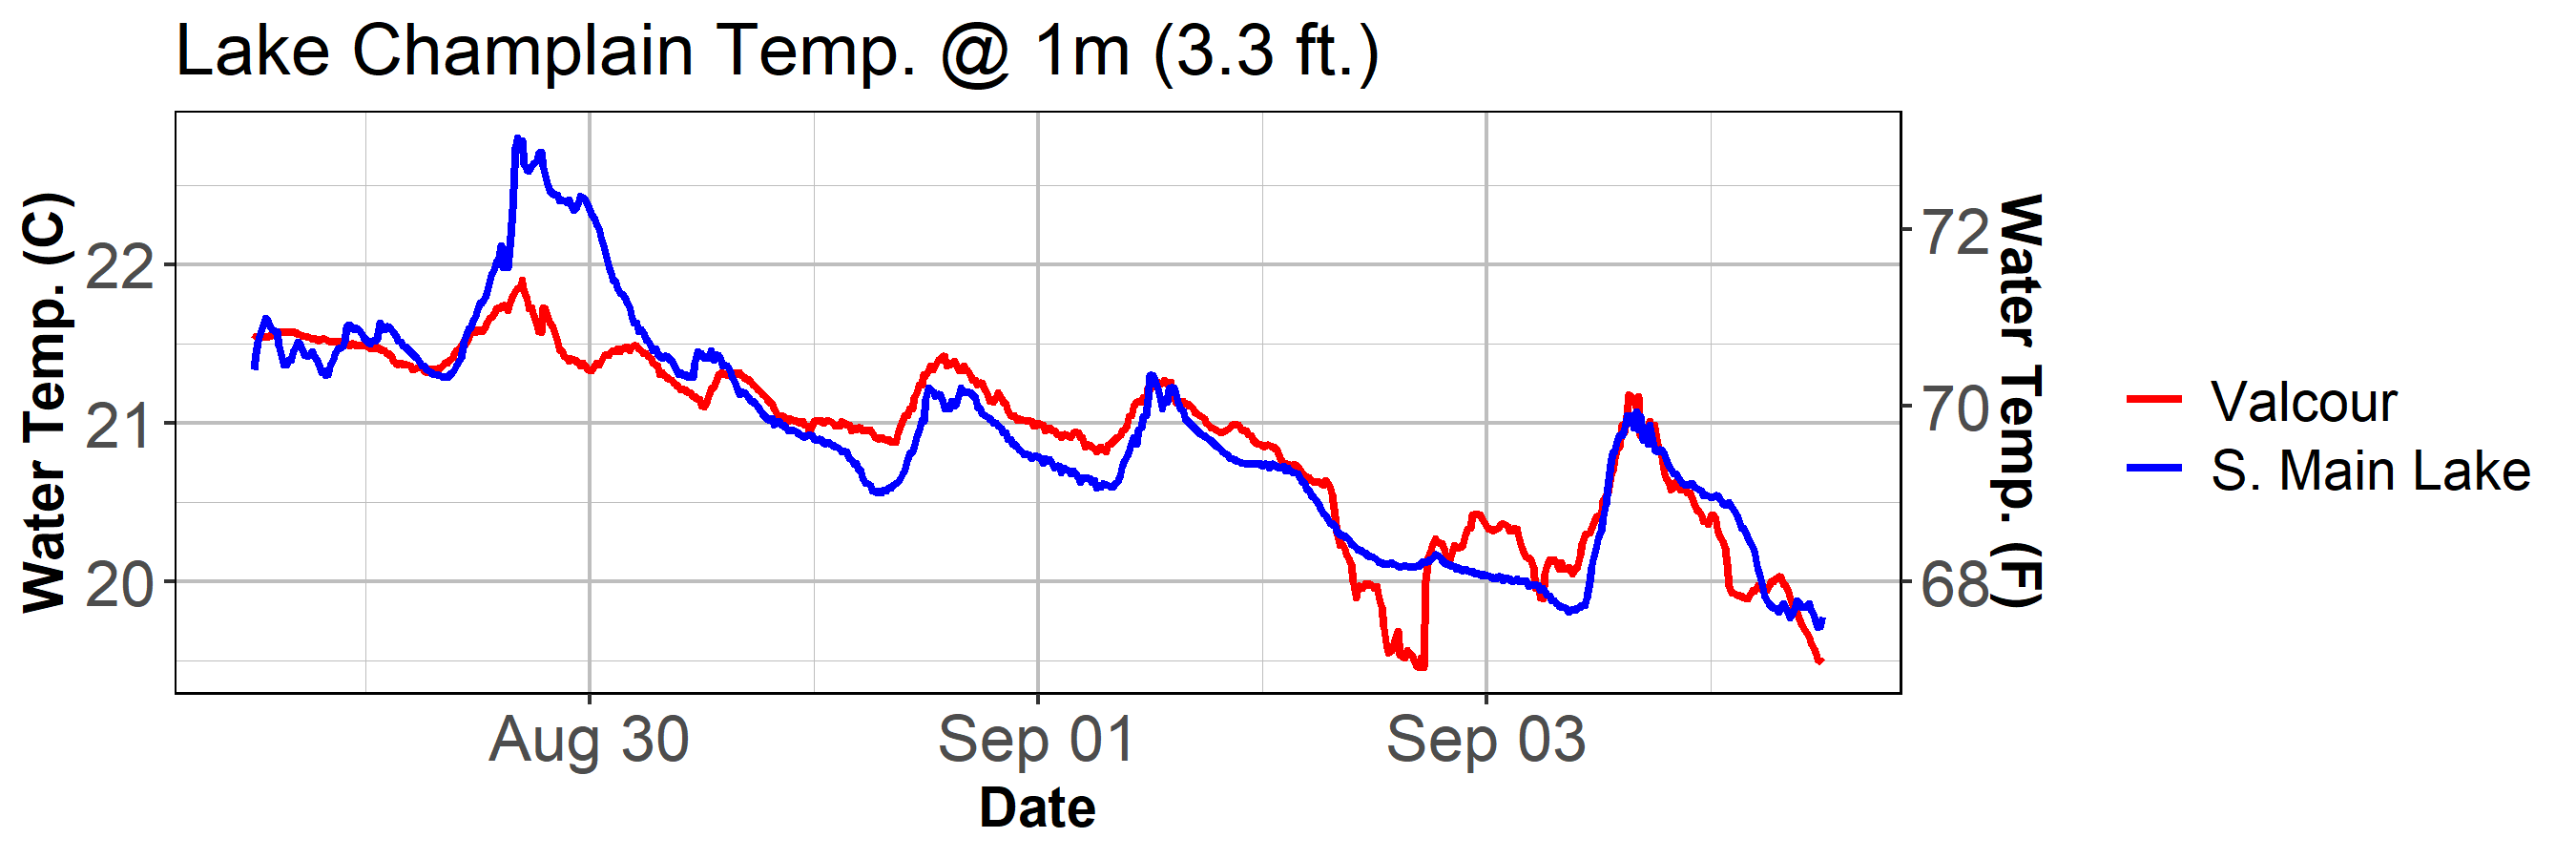 Lake Champlain Temp. @ 1m (3.3 ft.)
Water Temp. (C)
22
21
20
72
70
68
Water Temp. (F)
Aug 30
Sep 01
Sep 03
Date
Valcour
S. Main Lake